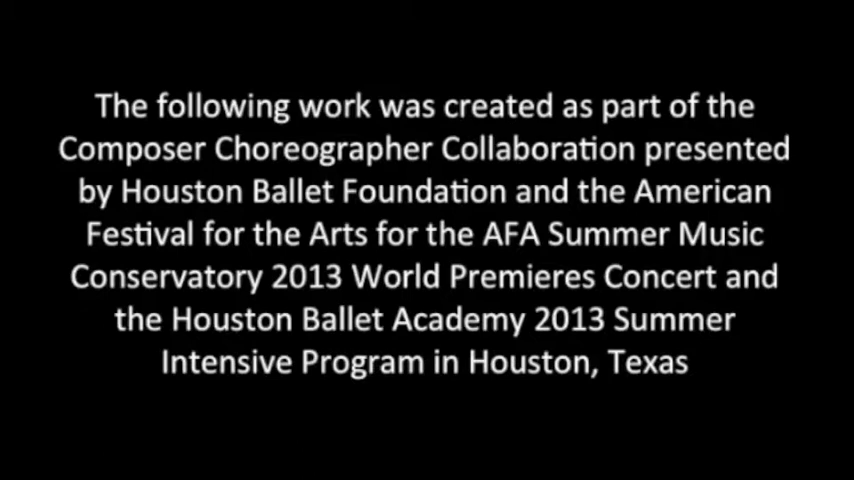 The following work was created as part of the
Composer Choreographer Collaboration presented
by Houston Ballet Foundation and the American
Festival for the Arts for the AFA Summer Music
Conservatory 2013 World Premieres Concert and
the Houston Ballet Academy 2013 Summer
Intensive Program in Houston, Texas